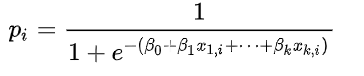 p_i = \frac{1}{1 + e^{-(\beta_0 + \beta_1 x_{1,i} + \cdots + \beta_k x_{k,i})}}